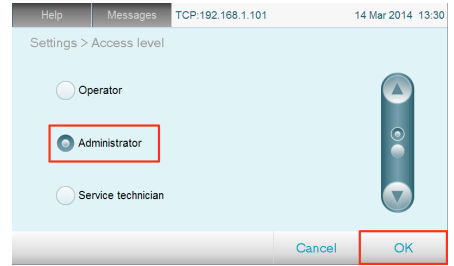 Help Messages TCP:192.168.1.101 14 Mar 2014 13:30
Settings > Access level
Operator
Administrator
Service technician
Cancel OK